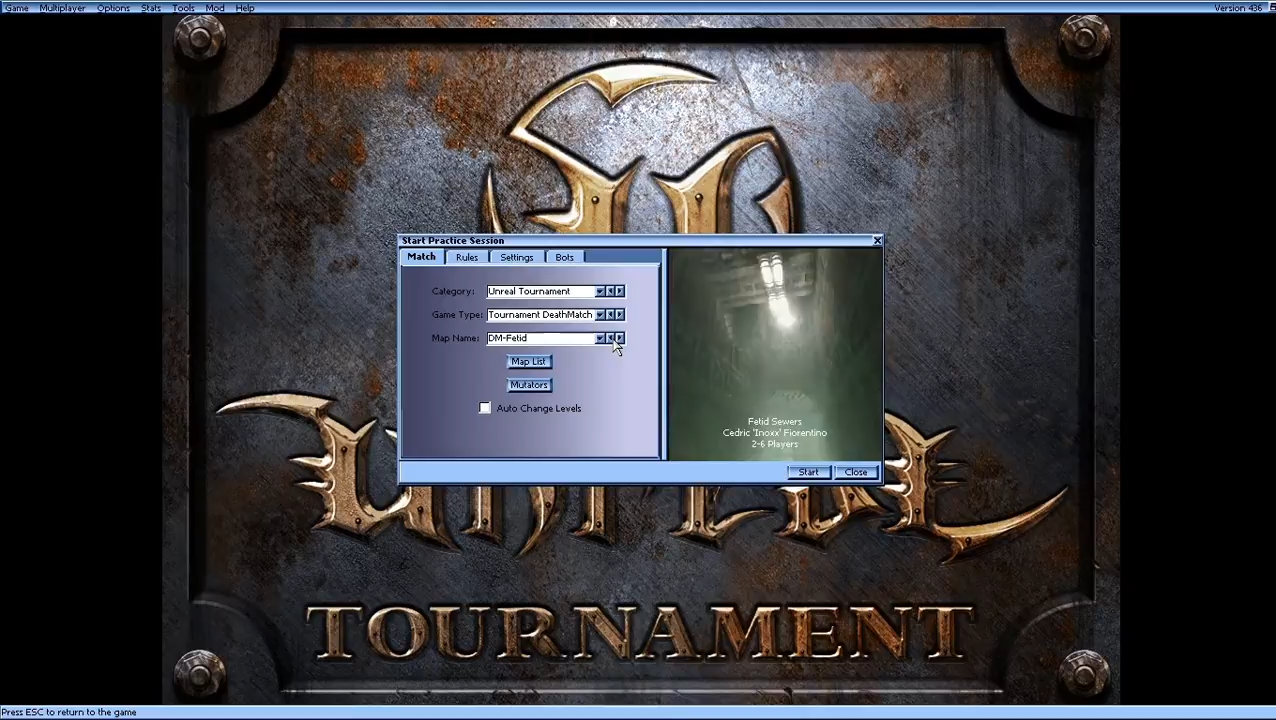 Game Multiplayer Options Stats Tools Mod Help Version 436
Start Practice Session
Match Rules Settings Bots
Category: Unreal Tournament
Game Type: Tournament DeathMatch
Map Name: DM-Fetid
Map List
Mutators
Auto Change Levels
Fetid Sewers
Cedric 'Inoxx' Fiorentino
2-6 Players
Start Close
UNREAL
TOURNAMENT
Press ESC to return to the game